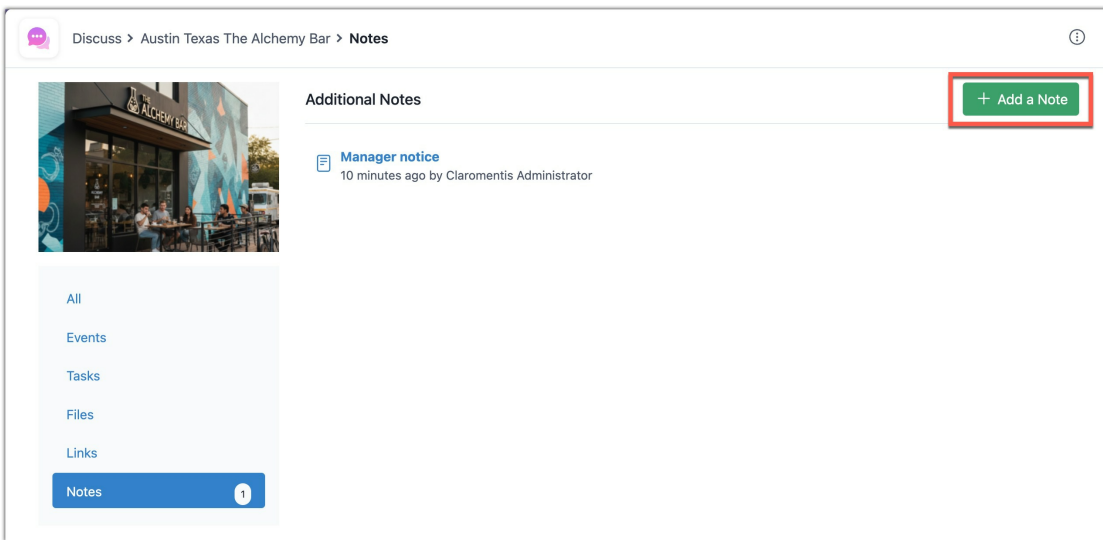 Discuss > Austin Texas The Alchemy Bar > Notes
THE
ALCHEMY BAR
Additional Notes
+ Add a Note
Manager notice
10 minutes ago by Claromentis Administrator
All
Events
Tasks
Files
Links
Notes 1